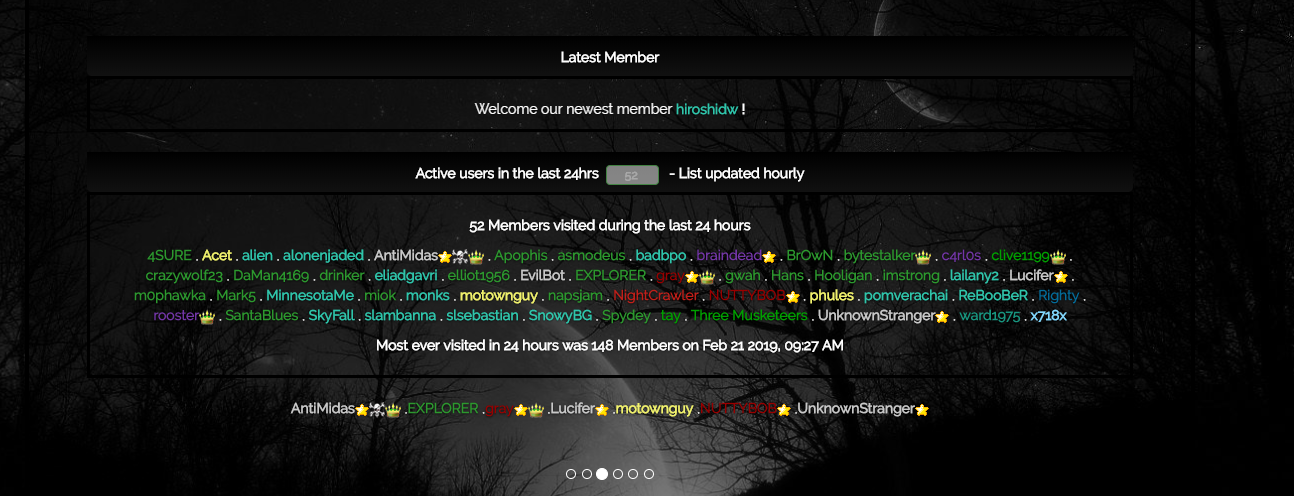 Latest Member
Welcome our newest member hiroshidw !
Active users in the last 24hrs 52 - List updated hourly
52 Members visited during the last 24 hours
4SURE . Acet . alien . alonenjaded . AntiMidas . Apophis . asmodeus . badbpo . braindead . BrOwN . bytestalker . c4rl0s . clive1199 .
crazywolf23 . DaMan4169 . drinker . eliadgavri . elliot1956 . EvilBot . EXPLORER . gray . gwah . Hans . Hooligan . imstrong . lailany2 . Lucifer .
m0phawka . Mark5 . MinnesotaMe . miok . monks . motownguy . napsjam . NightCrawler . NUTTYBOB . phules . pomverachai . ReBooBeR . Righty .
rooster . SantaBlues . SkyFall . slambanna . slsebastian . SnowyBG . Spydey . tay . Three Musketeers . UnknownStranger . ward1975 . x718x
Most ever visited in 24 hours was 148 Members on Feb 21 2019, 09:27 AM
AntiMidas .EXPLORER .gray .Lucifer .motownguy .NUTTYBOB .UnknownStranger